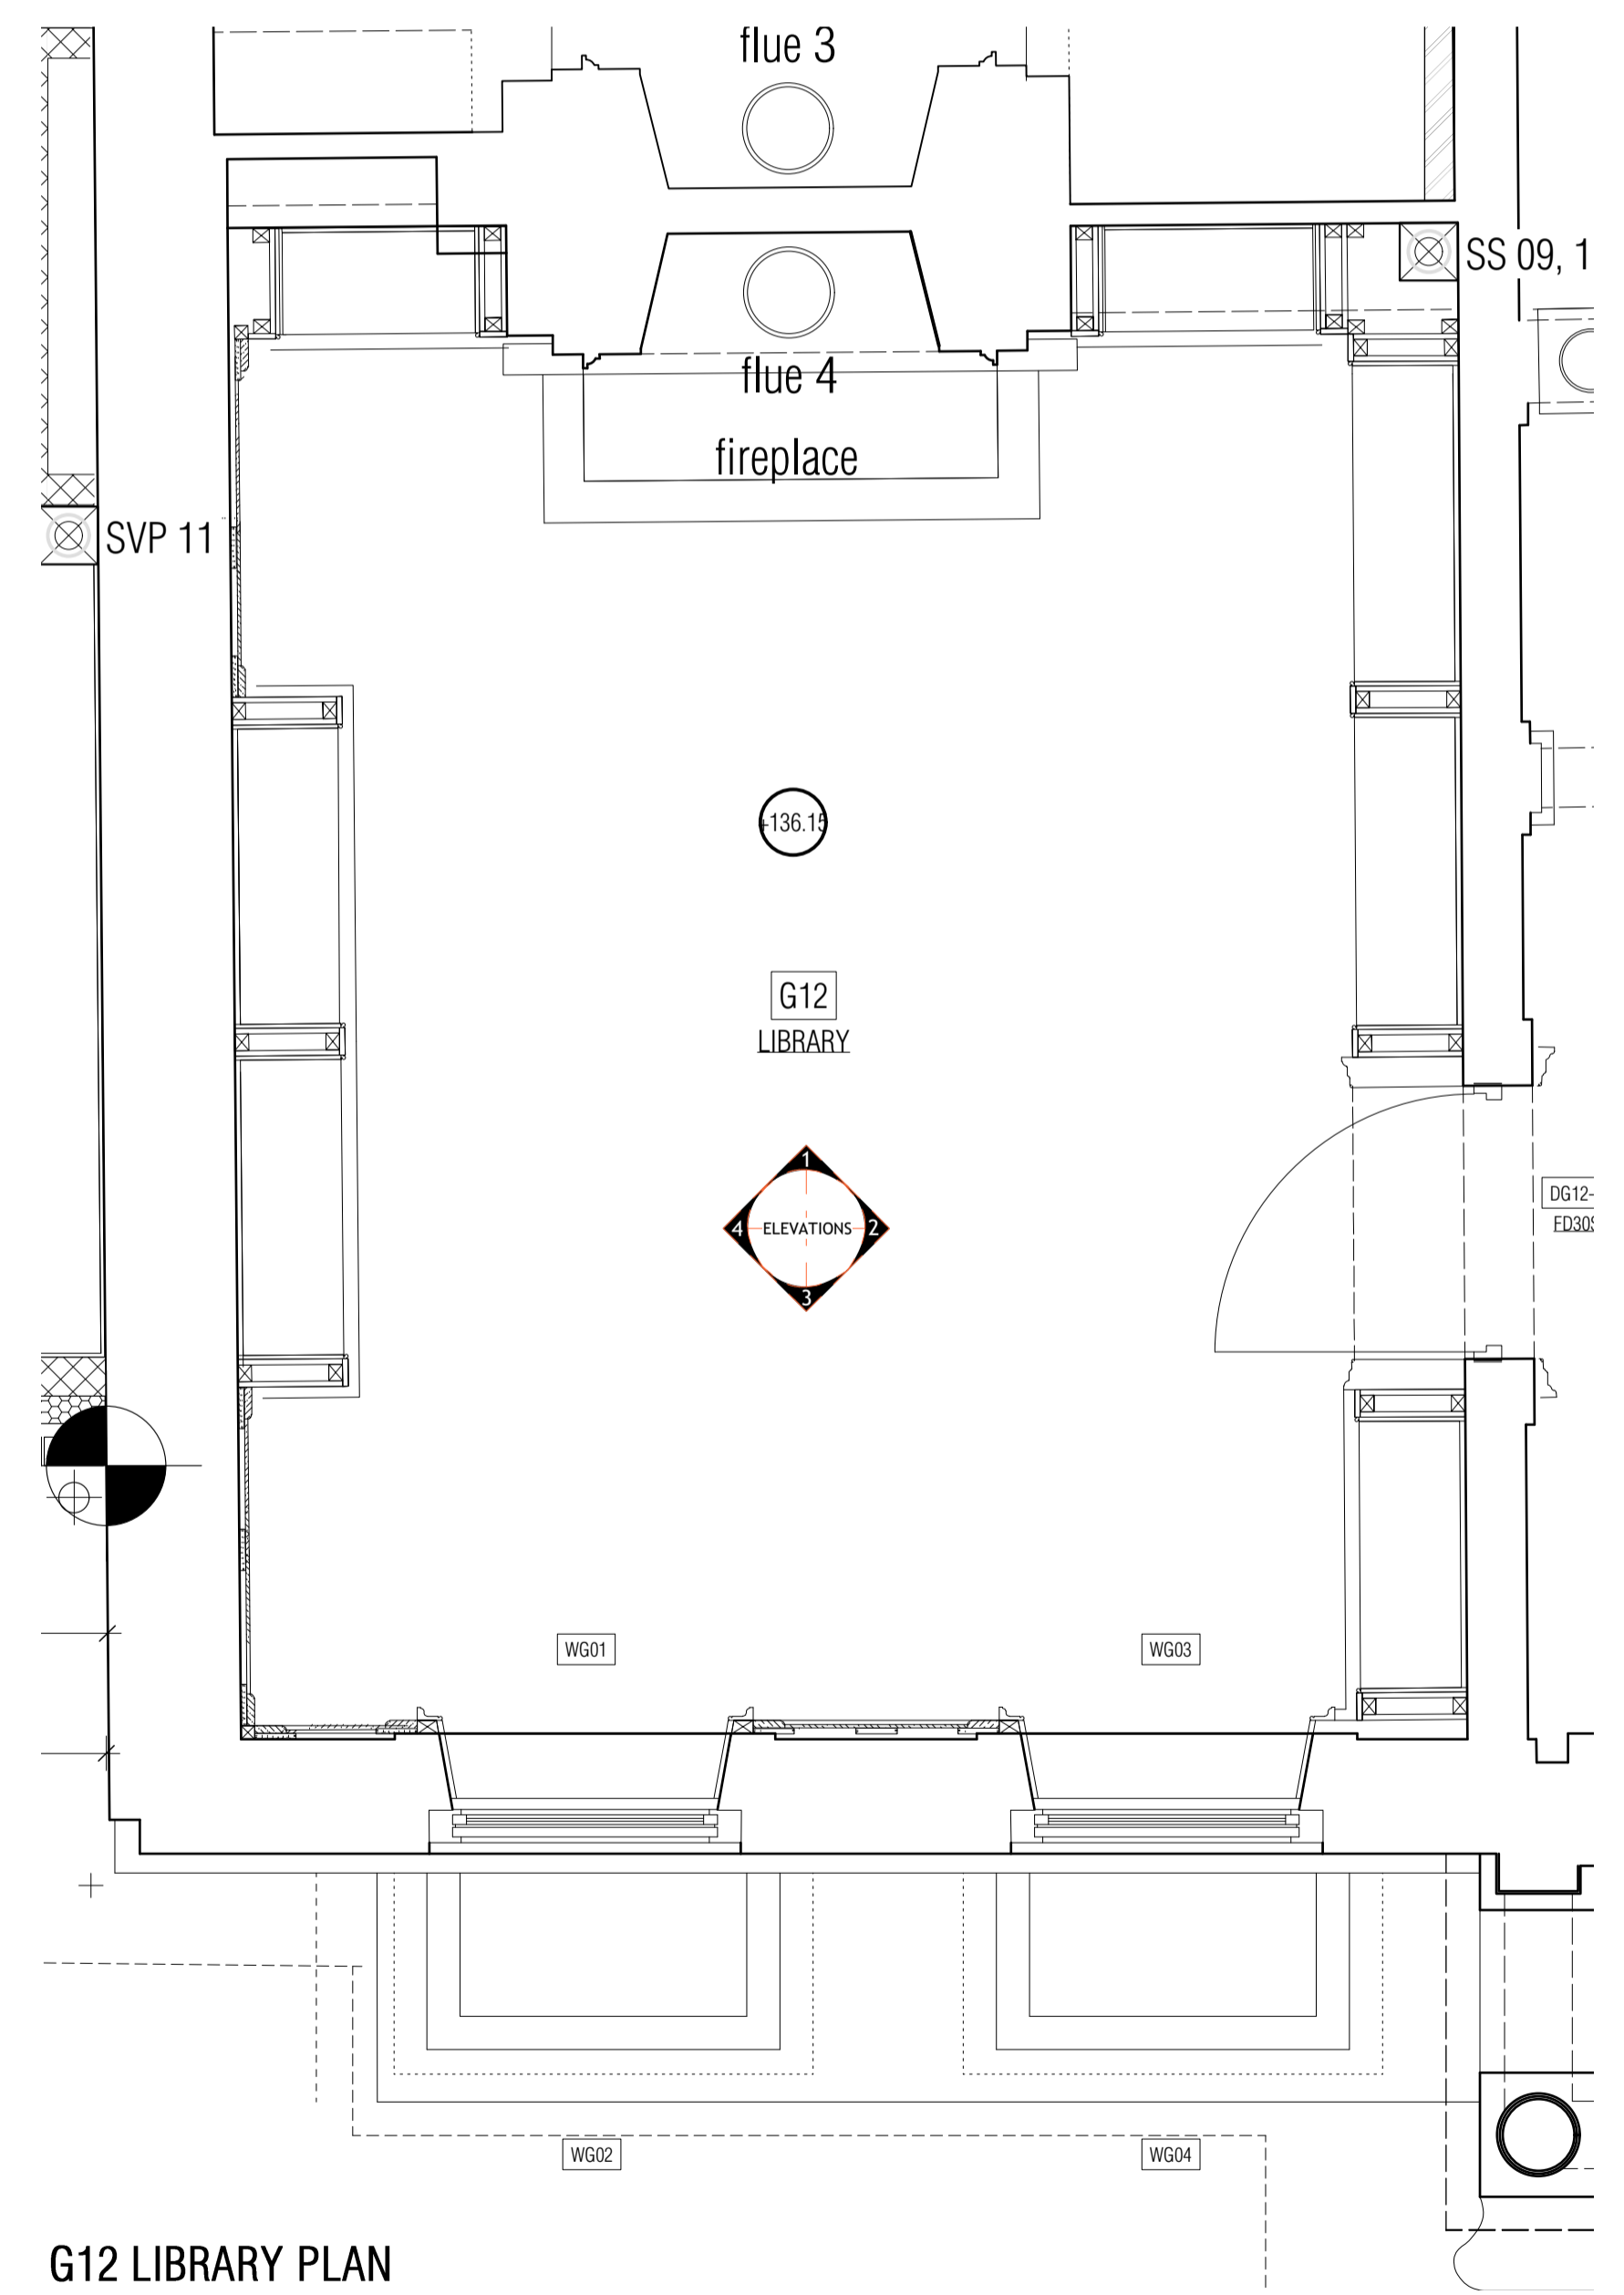 flue 3
SS 09, 1
flue 4
fireplace
SVP 11
+136.15
G12
LIBRARY
1
4 ELEVATIONS 2
3
DG12-
FD30S
WG01 WG03
WG02 WG04
G12 LIBRARY PLAN